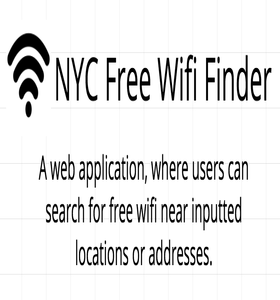 NYC Free Wifi Finder
A web application, where users can
search for free wifi near inputted
locations or addresses.